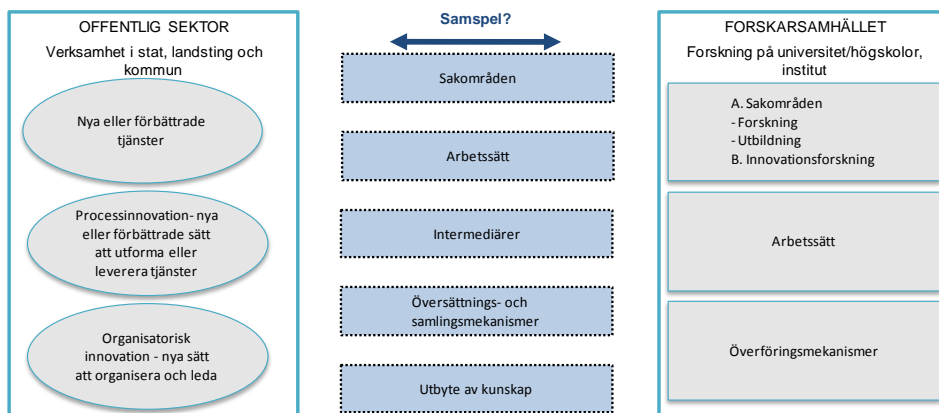 OFFENTLIG SEKTOR
Verksamhet i stat, landsting och
kommun
Nya eller förbättrade
tjänster
Processinnovation- nya
eller förbättrade sätt
att utforma eller
leverera tjänster
Organisatorisk
innovation - nya sätt
att organisera och leda
Samspel?
Sakområden
Arbetssätt
Intermediärer
Översättnings- och
samlingsmekanismer
Utbyte av kunskap
FORSKARSAMHÄLLET
Forskning på universitet/högskolor,
institut
A. Sakområden
- Forskning
- Utbildning
B. Innovationsforskning
Arbetssätt
Överföringsmekanismer